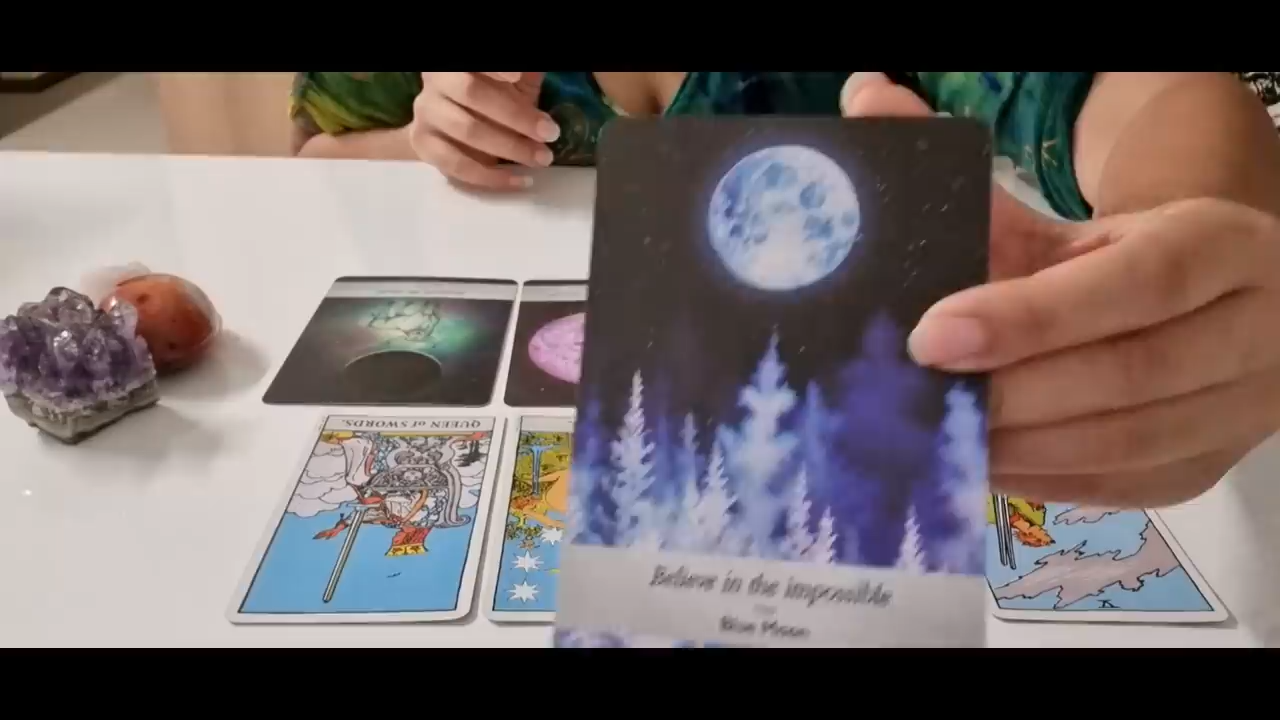 QUEEN of SWORDS.
Believe in the impossible
Blue Moon
V